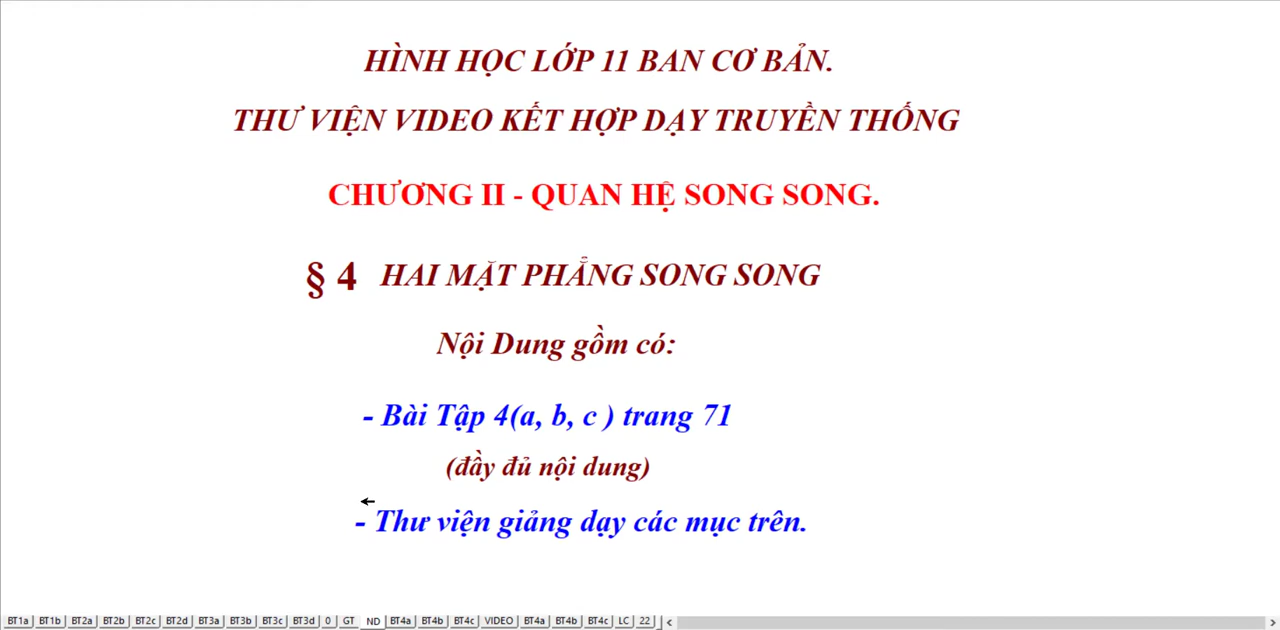 HÌNH HỌC LỚP 11 BAN CƠ BẢN.
THƯ VIỆN VIDEO KẾT HỢP DẠY TRUYỀN THỐNG
CHƯƠNG II - QUAN HỆ SONG SONG.
§ 4 HAI MẶT PHẲNG SONG SONG
Nội Dung gồm có:
- Bài Tập 4(a, b, c ) trang 71
(đầy đủ nội dung)
- Thư viện giảng dạy các mục trên.
BT1a BT1b BT2a BT2b BT2c BT2d BT3a BT3b BT3c BT3d 0 GT ND BT4a BT4b BT4c VIDEO BT4a BT4b BT4c LC 22